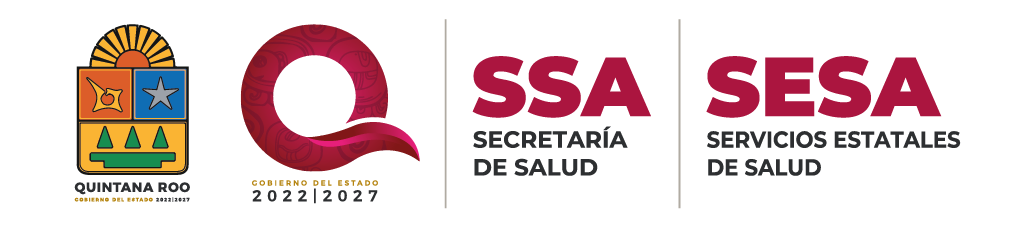 QUINTANA ROO
GOBIERNO DEL ESTADO 2022|2027
GOBIERNO DEL ESTADO
2022|2027
SSA
SECRETARÍA
DE SALUD
SESA
SERVICIOS ESTATALES
DE SALUD